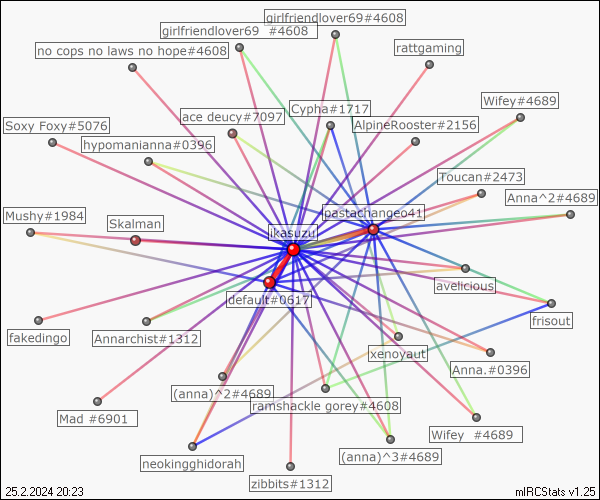 girlfriendlover69#4608
girlfriendlover69  #4608
no cops no laws no hope#4608
rattgaming
Wifey#4689
ace deucy#7097
Cypha#1717
AlpineRooster#2156
Soxy Foxy#5076
hypomanianna#0396
Toucan#2473
Anna^2#4689
Mushy#1984
Skalman
pastachangeo41
ikasuzu
avelicious
default#0617
frisout
fakedingo
Annarchist#1312
xenoyaut
Anna.#0396
(anna)^2#4689
ramshackle gorey#4608
Mad #6901
Wifey  #4689
neokingghidorah
(anna)^3#4689
zibbits#1312
25.2.2024 20:23
mIRCStats v1.25